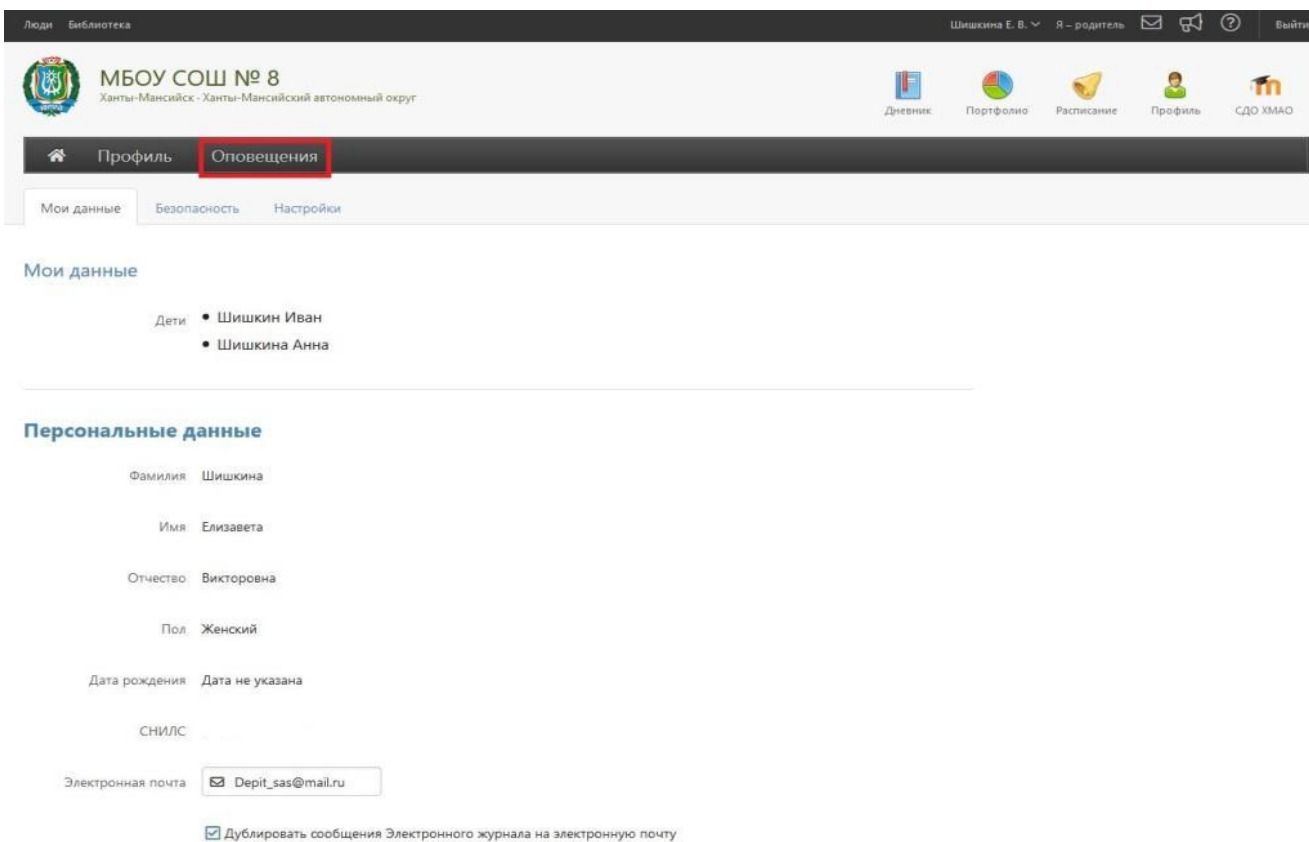 Люди Библиотека Шишкина Е. В. Я – родитель Выйти
МБОУ СОШ № 8
Ханты-Мансийск - Ханты-Мансийский автономный округ
Дневник Портфолио Расписание Профиль СДО ХМАО
Профиль Оповещения
Мои данные Безопасность Настройки
Мои данные
Дети • Шишкин Иван
• Шишкина Анна
Персональные данные
Фамилия Шишкина
Имя Елизавета
Отчество Викторовна
Пол Женский
Дата рождения Дата не указана
СНИЛС
Электронная почта Depit_sas@mail.ru
Дублировать сообщения Электронного журнала на электронную почту